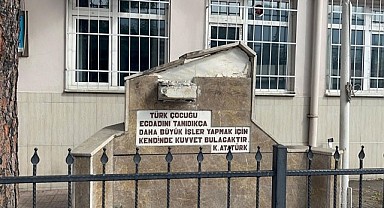 TÜRK ÇOCUĞU
ECDADINI TANIDIKÇA
DAHA BÜYÜK İŞLER YAPMAK İÇİN
KENDİNDE KUVVET BULACAKTIR
K.ATATÜRK